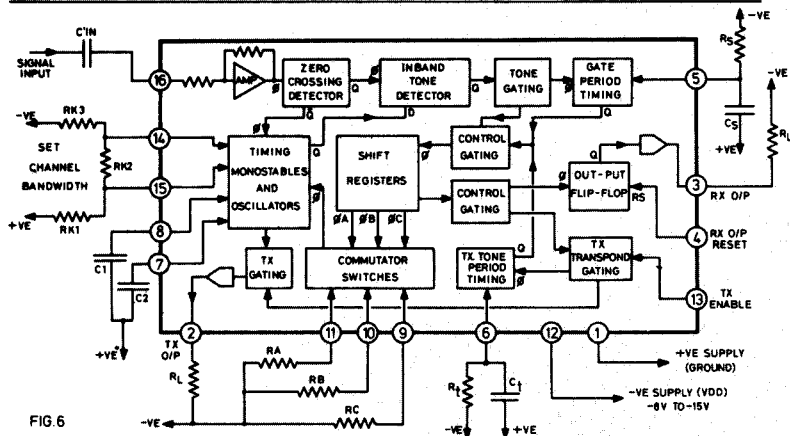 C'IN
SIGNAL
INPUT
16
AMP
Ø
ZERO
CROSSING
DETECTOR
Q
Q
Ø
INBAND
TONE
DETECTOR
Q
D
TONE
GATING
Ø
GATE
PERIOD
TIMING
Q
5
-VE
RS
-VE
CS
+VE
RL
-VE
RK3
14
SET
CHANNEL
BANDWIDTH
RK2
15
+VE
RK1
8
7
C1
C2
+VE
Ø
TIMING
MONOSTABLES
AND
OSCILLATORS
Q
Ø
SHIFT
REGISTERS
Ø
ØA
ØB
ØC
CONTROL
GATING
CONTROL
GATING
Q
Ø
OUT-PUT
FLIP-FLOP
RS
3
RX O/P
4
RX O/P
RESET
TX
GATING
COMMUTATOR
SWITCHES
TX TONE
PERIOD
TIMING
Q
Ø
TX
TRANSPOND
GATING
13
TX
ENABLE
2
TX
O/P
11
10
9
6
12
1
RL
RA
RB
RC
-VE
Rt
Ct
-VE
+VE
+VE SUPPLY
(GROUND)
-VE SUPPLY (VDD)
-8V TO -15V
FIG.6